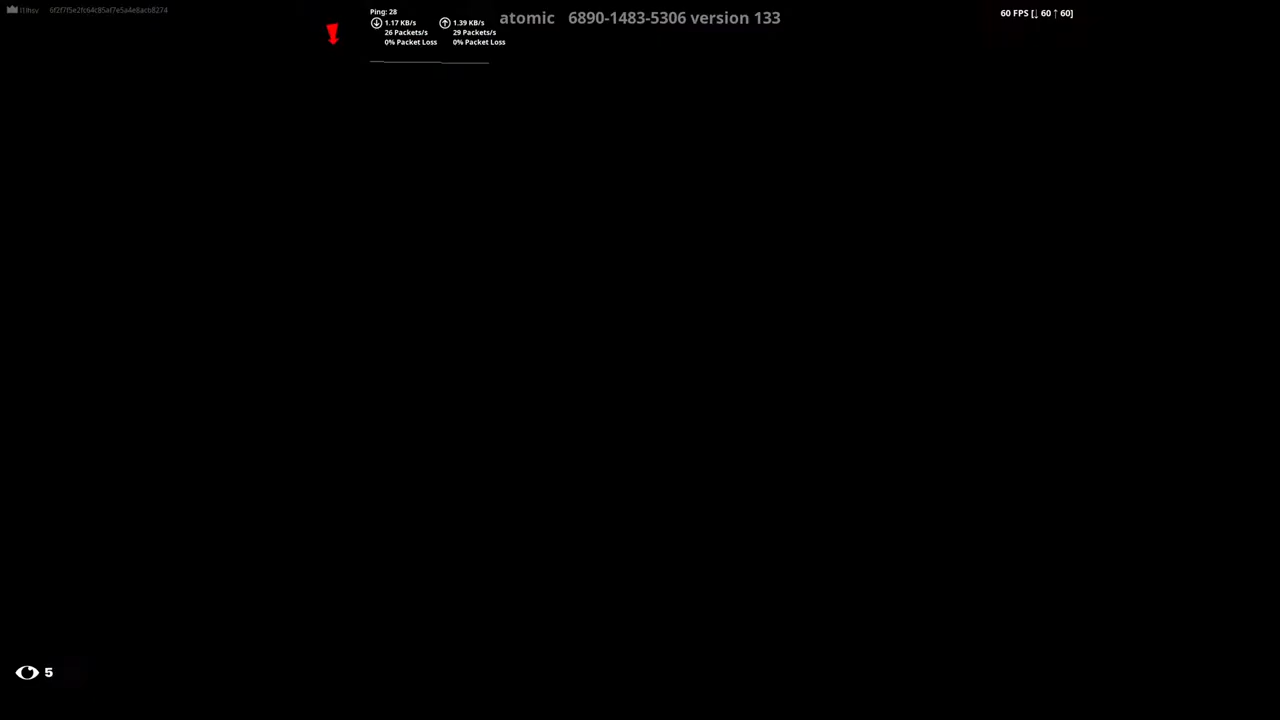 Ping: 28
1.17 KB/s 1.39 KB/s
26 Packets/s 29 Packets/s
0% Packet Loss 0% Packet Loss
atomic 6890-1483-5306 version 133
60 FPS [↓ 60 ↑ 60]
5